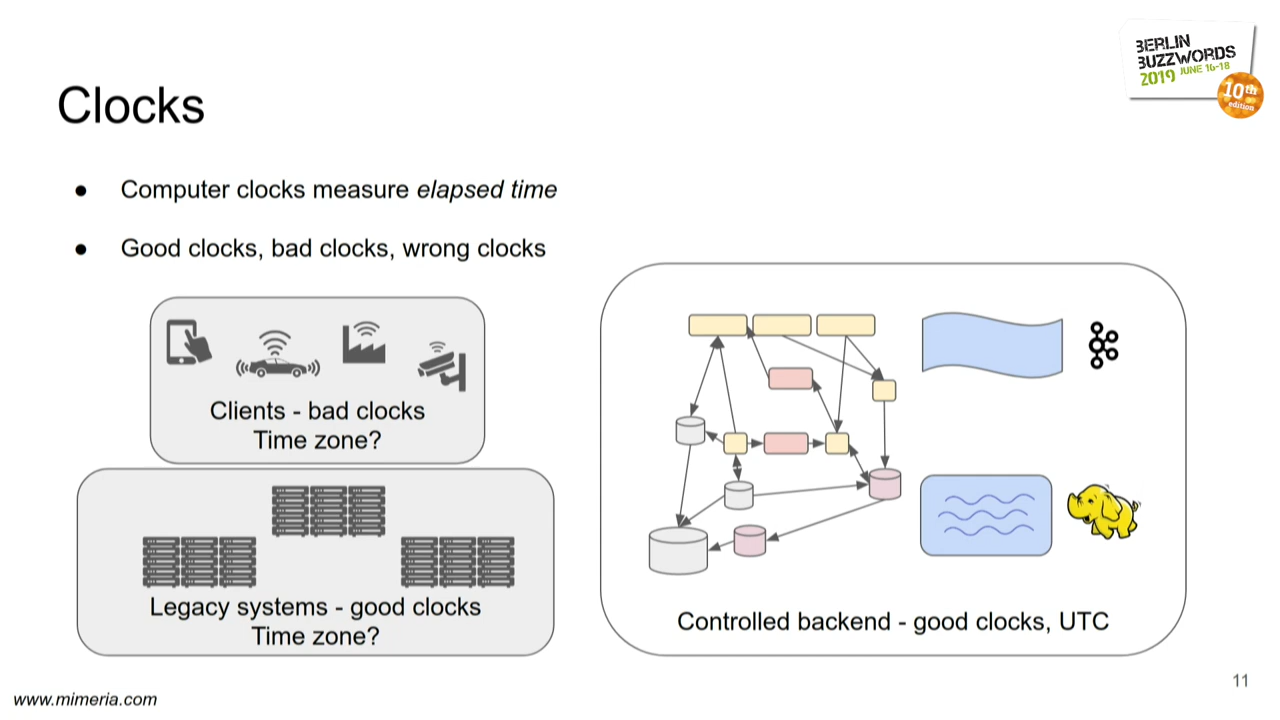 BERLIN
BUZZWORDS
2019 JUNE 16-18
10th
edition
Clocks
● Computer clocks measure elapsed time
● Good clocks, bad clocks, wrong clocks
Clients - bad clocks
Time zone?
Legacy systems - good clocks
Time zone?
Controlled backend - good clocks, UTC
11
www.mimeria.com